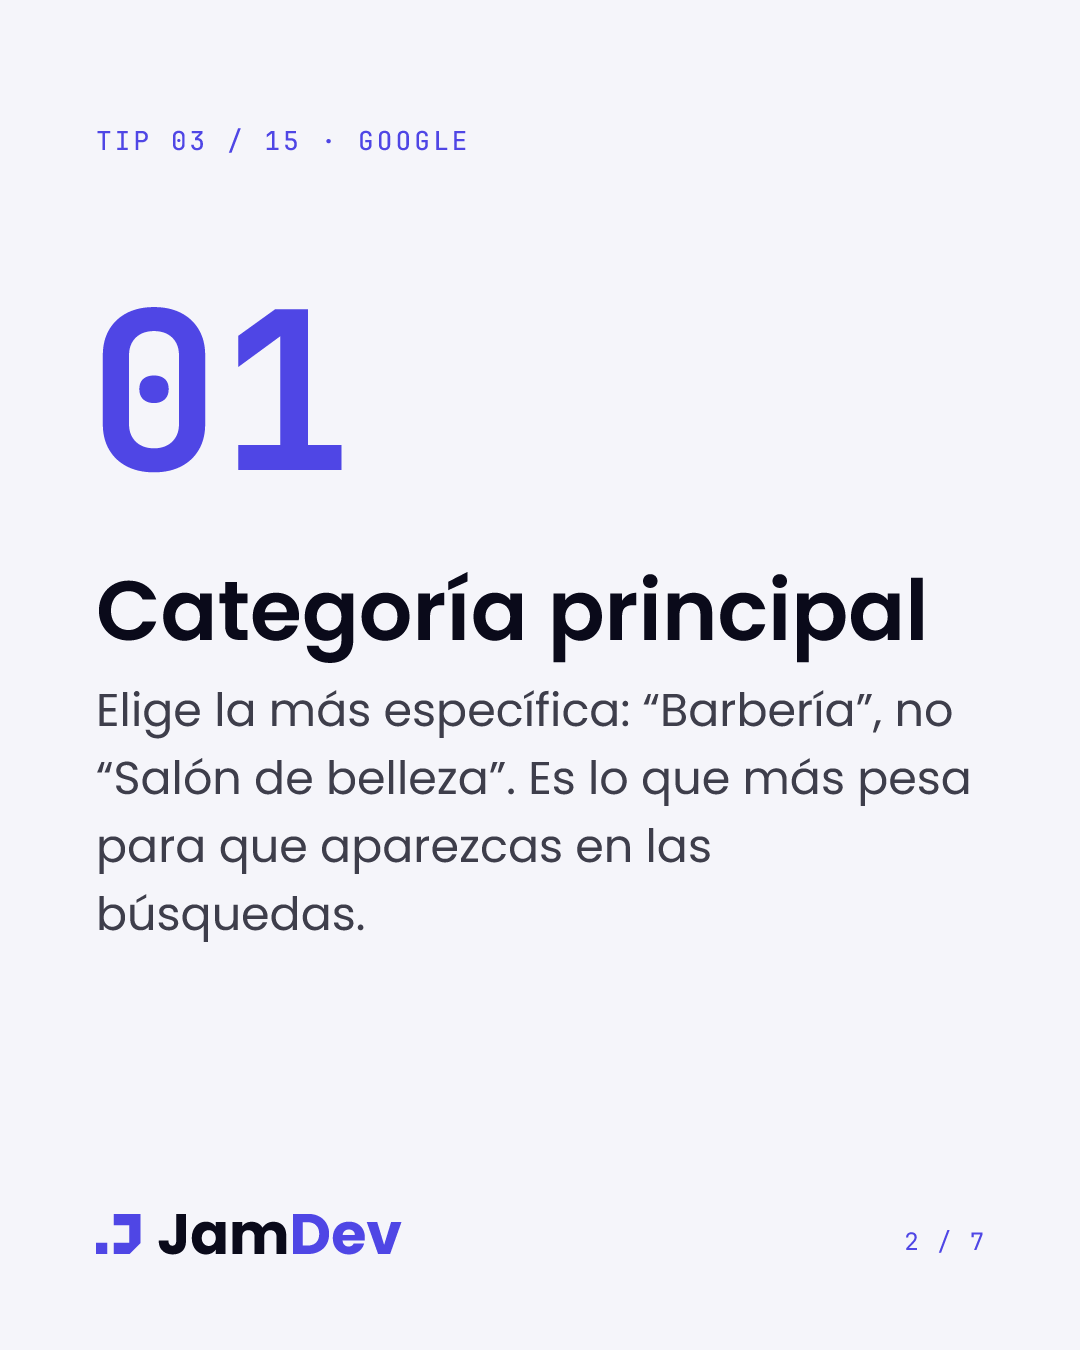 TIP 03 / 15 · GOOGLE
01
Categoría principal
Elige la más específica: “Barbería”, no
“Salón de belleza”. Es lo que más pesa
para que aparezcas en las
búsquedas.
JamDev
2 / 7